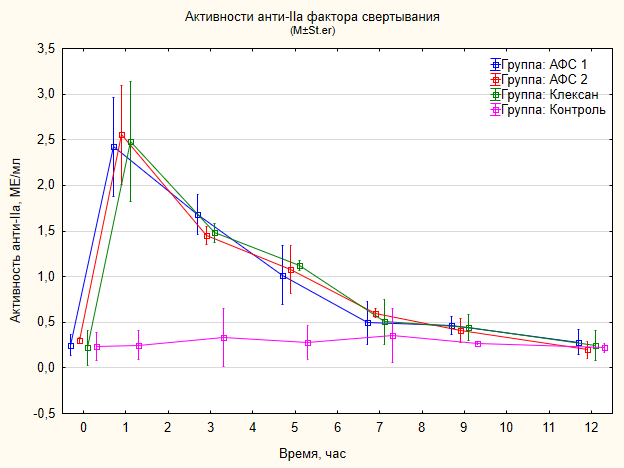 Активности анти-IIa фактора свертывания
(M±St.er)
Группа: АФС 1
Группа: АФС 2
Группа: Клексан
Группа: Контроль
Активность анти-IIa, МЕ/мл
3,5
3,0
2,5
2,0
1,5
1,0
0,5
0,0
-0,5
0 1 2 3 4 5 6 7 8 9 10 11 12
Время, час